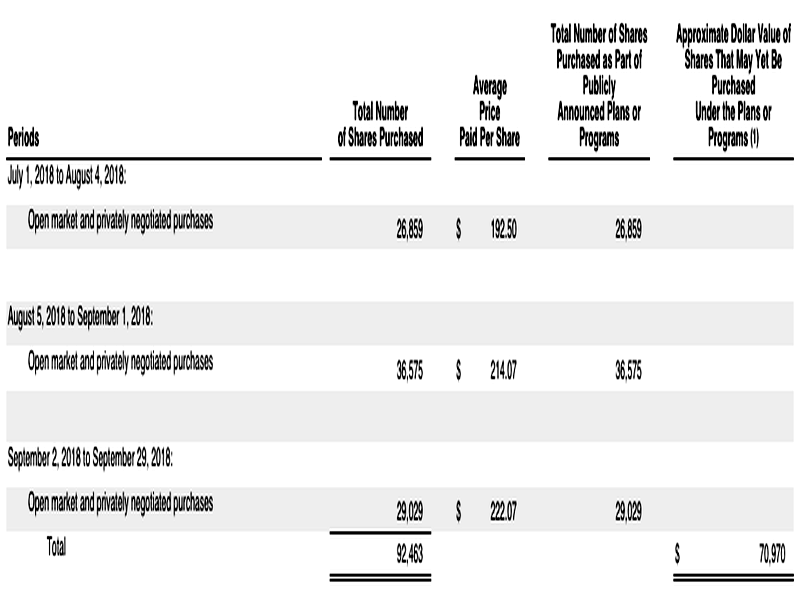 Total Number of Shares Approximate Dollar Value of
Purchased as Part of Shares That May Yet Be
Average Publicly Purchased
Total Number Price Announced Plans or Under the Plans or
Periods of Shares Purchased Paid Per Share Programs Programs (1)
July 1, 2018 to August 4, 2018:
Open market and privately negotiated purchases 26,859 $ 192.50 26,859
August 5, 2018 to September 1, 2018:
Open market and privately negotiated purchases 36,575 $ 214.07 36,575
September 2, 2018 to September 29, 2018:
Open market and privately negotiated purchases 29,029 $ 222.07 29,029
Total 92,463 $ 70,970